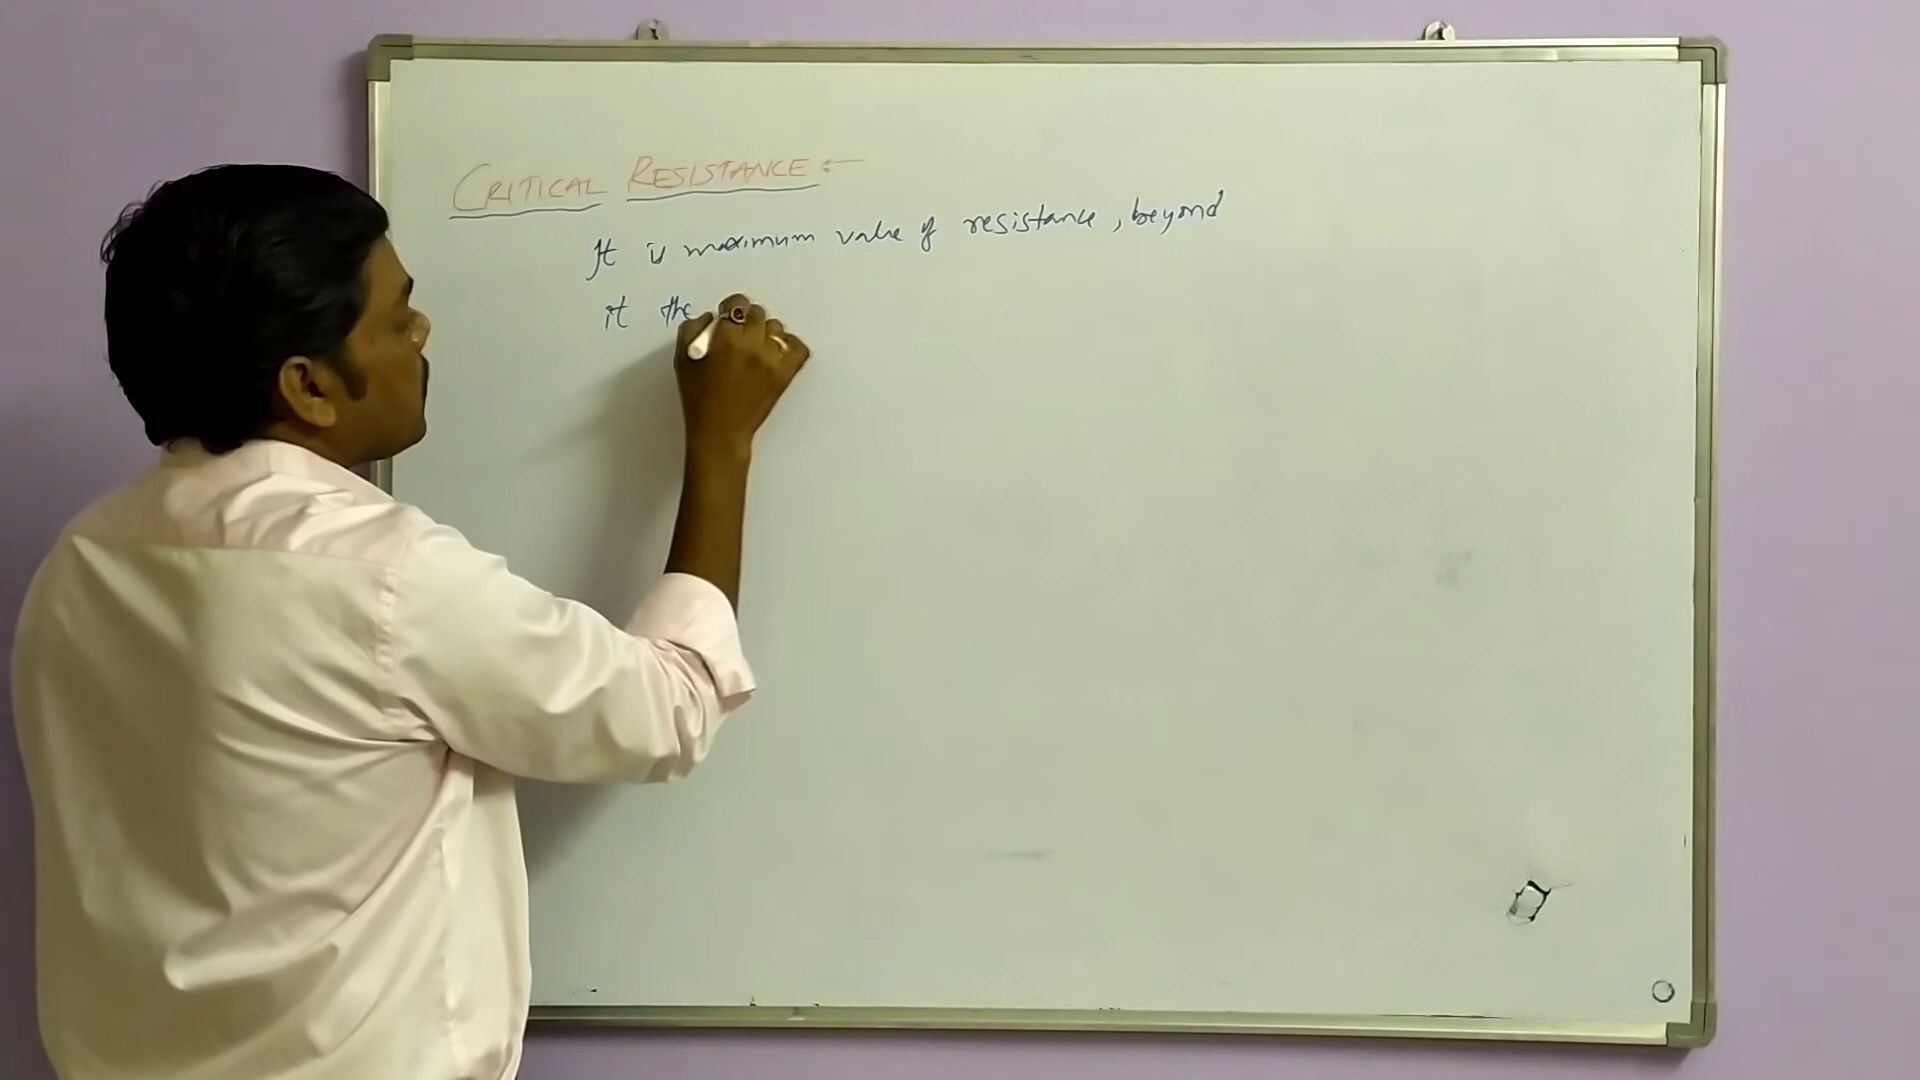 CRITICAL RESISTANCE :-
It is maximum value of resistance, beyond
it the